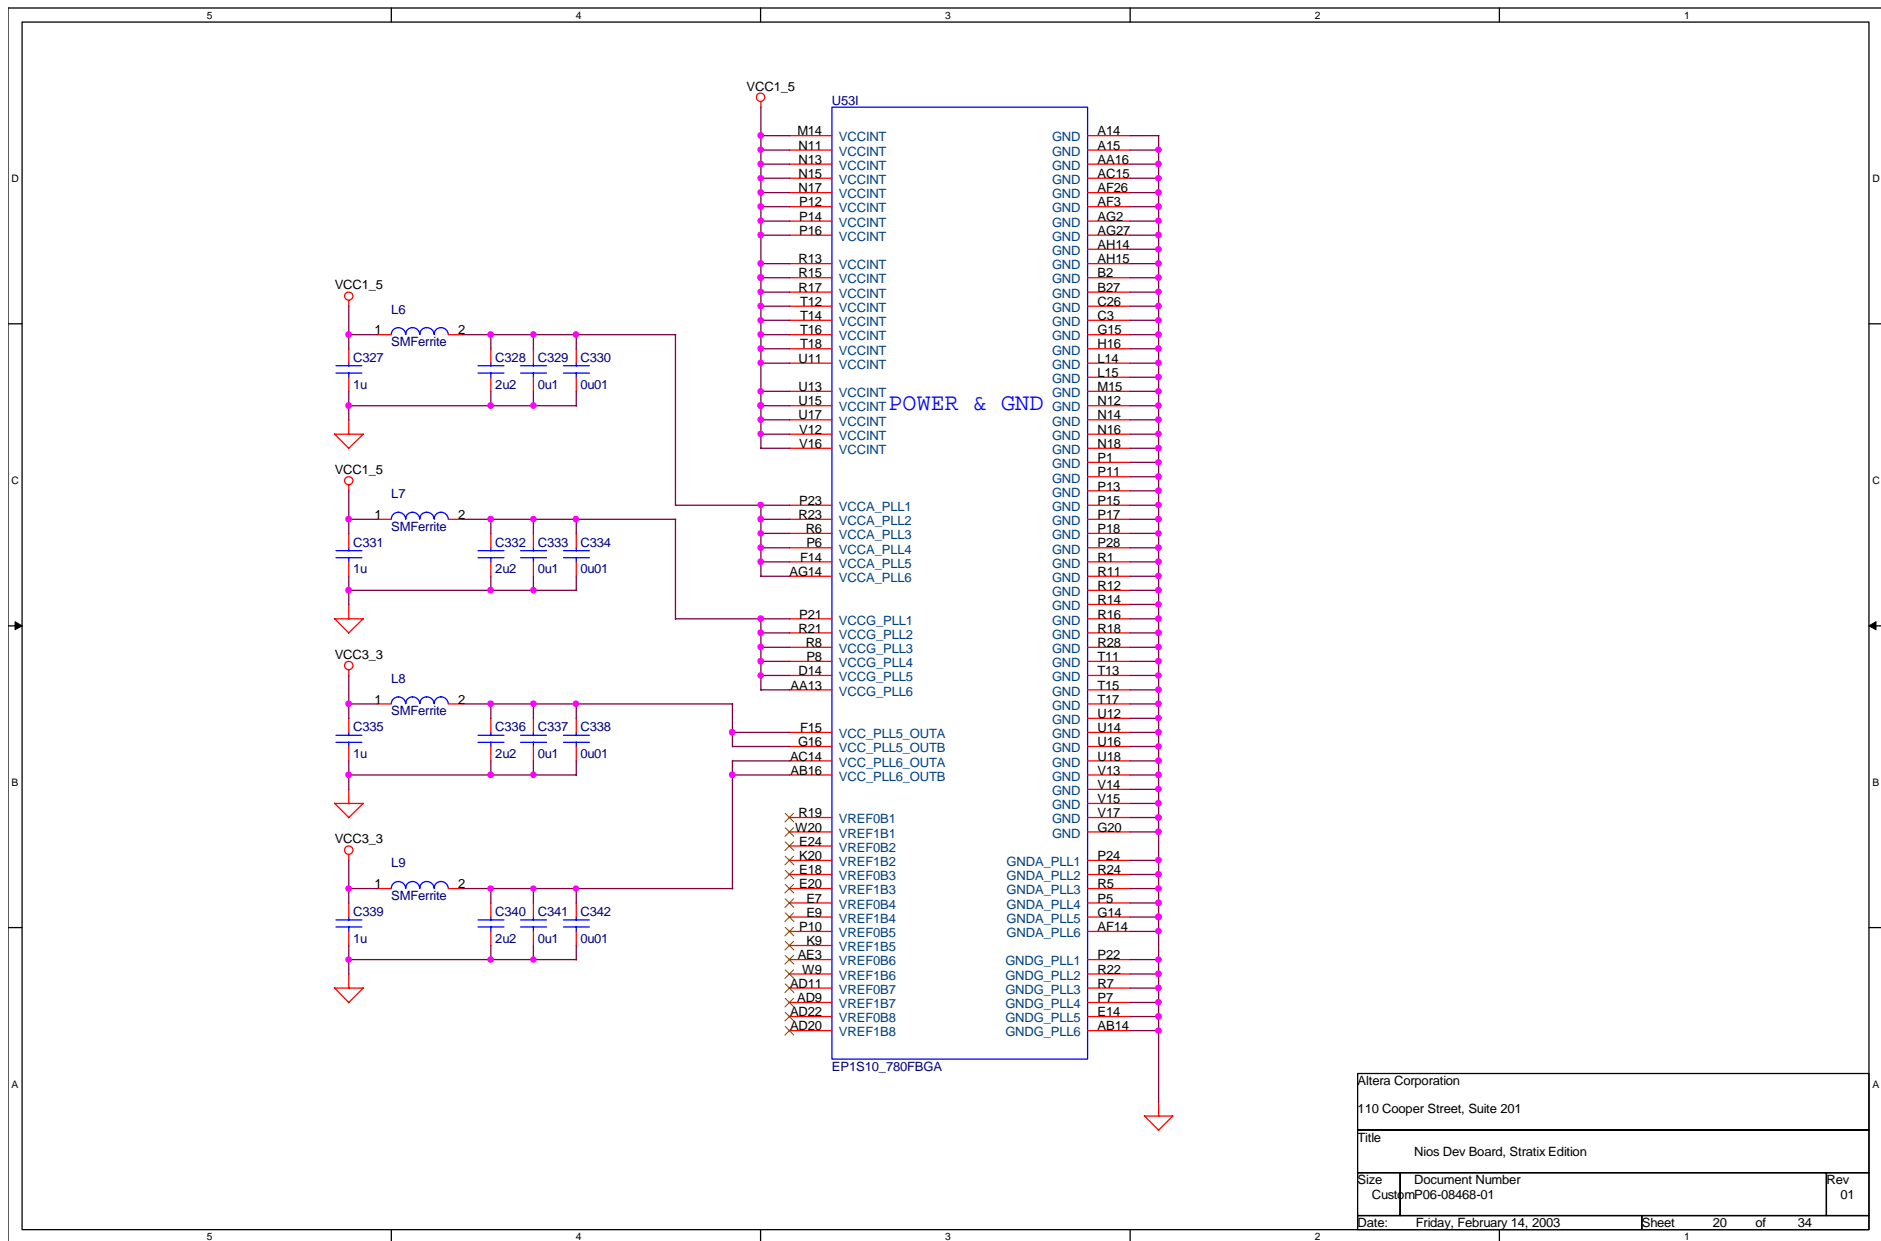 5 4 3 2 1
D
C
B
A
D
C
B
A
VCC1_5
L6
1 2
SMFerrite
C327
1u
C328
2u2
C329
0u1
C330
0u01
VCC1_5
L7
1 2
SMFerrite
C331
1u
C332
2u2
C333
0u1
C334
0u01
VCC3_3
L8
1 2
SMFerrite
C335
1u
C336
2u2
C337
0u1
C338
0u01
VCC3_3
L9
1 2
SMFerrite
C339
1u
C340
2u2
C341
0u1
C342
0u01
VCC1_5
U53I
M14 VCCINT
N11 VCCINT
N13 VCCINT
N15 VCCINT
N17 VCCINT
P12 VCCINT
P14 VCCINT
P16 VCCINT
R13 VCCINT
R15 VCCINT
R17 VCCINT
T12 VCCINT
T14 VCCINT
T16 VCCINT
T18 VCCINT
U11 VCCINT
U13 VCCINT
U15 VCCINT
U17 VCCINT
V12 VCCINT
V16 VCCINT
POWER & GND
P23 VCCA_PLL1
R23 VCCA_PLL2
R6 VCCA_PLL3
P6 VCCA_PLL4
F14 VCCA_PLL5
AG14 VCCA_PLL6
P21 VCCG_PLL1
R21 VCCG_PLL2
R8 VCCG_PLL3
P8 VCCG_PLL4
D14 VCCG_PLL5
AA13 VCCG_PLL6
F15 VCC_PLL5_OUTA
G16 VCC_PLL5_OUTB
AC14 VCC_PLL6_OUTA
AB16 VCC_PLL6_OUTB
R19 VREF0B1
W20 VREF1B1
E24 VREF0B2
K20 VREF1B2
E18 VREF0B3
E20 VREF1B3
E7 VREF0B4
E9 VREF1B4
P10 VREF0B5
K9 VREF1B5
AE3 VREF0B6
W9 VREF1B6
AD11 VREF0B7
AD9 VREF1B7
AD22 VREF0B8
AD20 VREF1B8
GND A14
GND A15
GND AA16
GND AC15
GND AF26
GND AF3
GND AG2
GND AG27
GND AH14
GND AH15
GND B2
GND B27
GND C26
GND C3
GND G15
GND H16
GND L14
GND L15
GND M15
GND N12
GND N14
GND N16
GND N18
GND P1
GND P11
GND P13
GND P15
GND P17
GND P18
GND P28
GND R1
GND R11
GND R12
GND R14
GND R16
GND R18
GND R28
GND T11
GND T13
GND T15
GND T17
GND U12
GND U14
GND U16
GND U18
GND V13
GND V14
GND V15
GND V17
GND G20
GNDA_PLL1 P24
GNDA_PLL2 R24
GNDA_PLL3 R5
GNDA_PLL4 P5
GNDA_PLL5 G14
GNDA_PLL6 AF14
GNDG_PLL1 P22
GNDG_PLL2 R22
GNDG_PLL3 R7
GNDG_PLL4 P7
GNDG_PLL5 E14
GNDG_PLL6 AB14
EP1S10_780FBGA
Altera Corporation
110 Cooper Street, Suite 201
Title
Nios Dev Board, Stratix Edition
Size Document Number Rev
Custom P06-08468-01 01
Date: Friday, February 14, 2003 Sheet 20 of 34
5 4 3 2 1